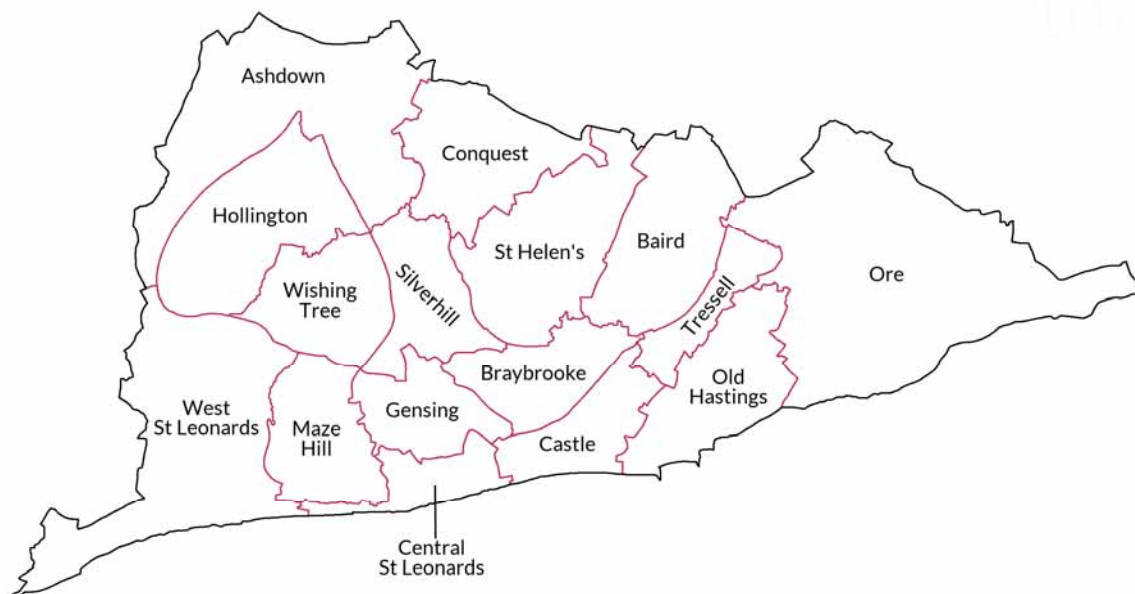 Ashdown
Conquest
Hollington
St Helen's
Baird
Ore
Wishing
Tree
Silverhill
Tressell
Braybrooke
Old
Hastings
West
St Leonards
Maze
Hill
Gensing
Castle
Central
St Leonards